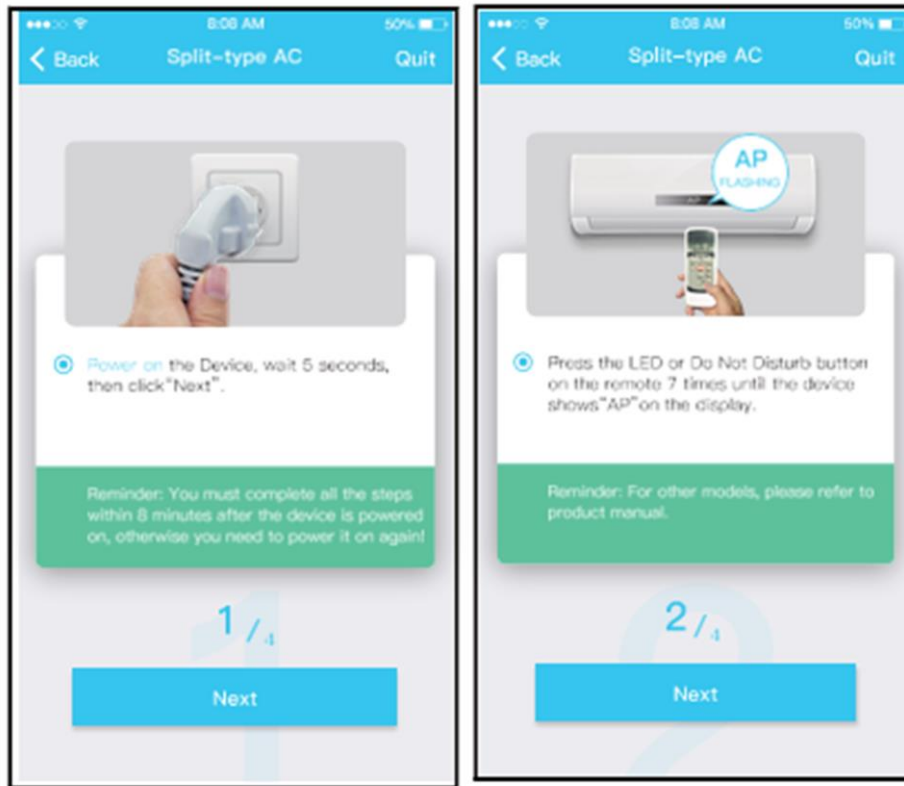 8:08 AM
50%
Back
Split-type AC
Quit
Power on the Device, wait 5 seconds,
then click"Next".
Reminder: You must complete all the steps
within 8 minutes after the device is powered
on, otherwise you need to power it on again!
1/4
Next
8:08 AM
50%
Back
Split-type AC
Quit
AP
FLASHING
AP
Press the LED or Do Not Disturb button
on the remote 7 times until the device
shows"AP"on the display.
Reminder: For other models, please refer to
product manual.
2/4
Next